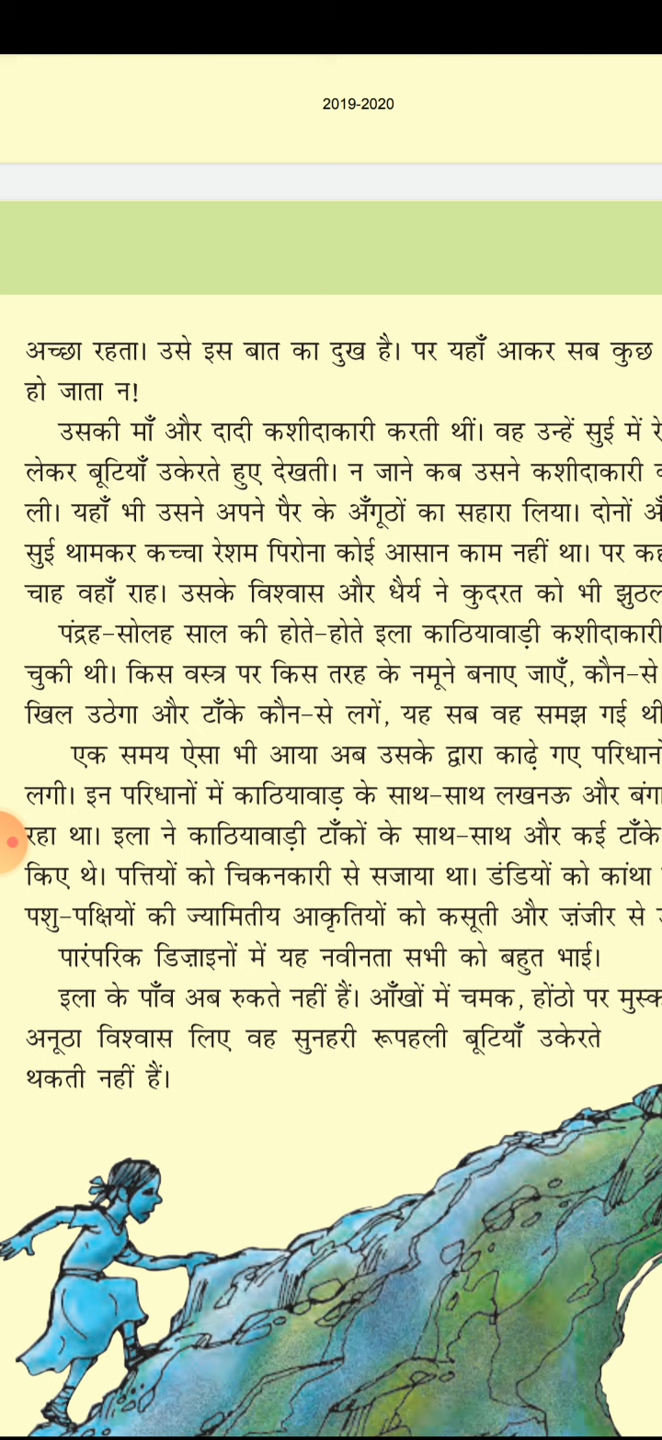 2019-2020
अच्छा रहता। उसे इस बात का दुख है। पर यहाँ आकर सब कुछ
हो जाता न!
उसकी माँ और दादी कशीदाकारी करती थीं। वह उन्हें सुई में
लेकर बूटियाँ उकेरते हुए देखती। न जाने कब उसने कशीदाकारी
ली। यहाँ भी उसने अपने पैर के अँगूठों का सहारा लिया। दोनों
सुई थामकर कच्चा रेशम पिरोना कोई आसान काम नहीं था। पर
चाह वहाँ राह। उसके विश्वास और धैर्य ने कुदरत को भी
पंद्रह-सोलह साल की होते-होते इला काठियावाड़ी कशीदाकारी
चुकी थी। किस वस्त्र पर किस तरह के नमूने बनाए जाएँ, कौन-से
खिल उठेगा और टाँके कौन-से लगें, यह सब वह समझ गई थी
एक समय ऐसा भी आया अब उसके द्वारा काढ़े गए
लगी। इन परिधानों में काठियावाड़ के साथ-साथ लखनऊ और
रहा था। इला ने काठियावाड़ी टाँकों के साथ-साथ और कई टाँके
किए थे। पत्तियों को चिकनकारी से सजाया था। डंडियों को कांथा
पशु-पक्षियों की ज्यामितीय आकृतियों को कसूती और ज़ंजीर से
पारंपरिक डिज़ाइनों में यह नवीनता सभी को बहुत भाई।
इला के पाँव अब रुकते नहीं हैं। आँखों में चमक, होंठो पर
अनूठा विश्वास लिए वह सुनहरी रूपहली बूटियाँ उकेरते
थकती नहीं हैं।